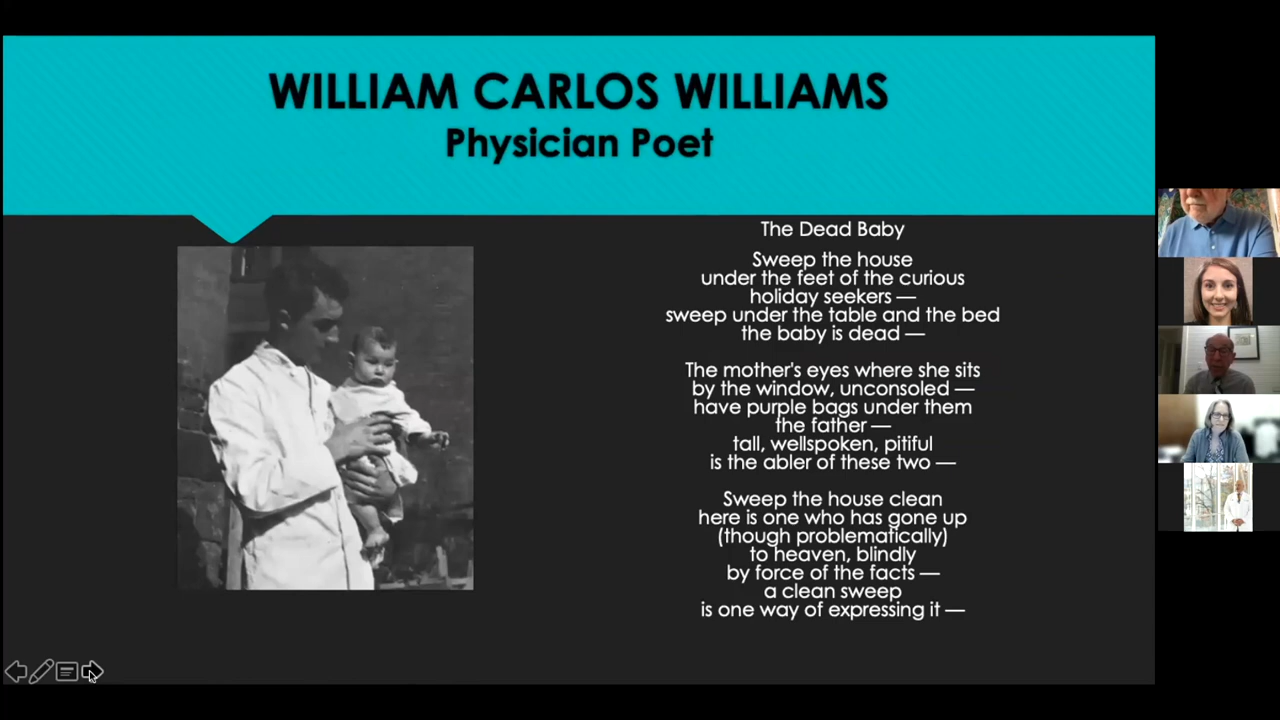 WILLIAM CARLOS WILLIAMS
Physician Poet
The Dead Baby
Sweep the house
under the feet of the curious
holiday seekers —
sweep under the table and the bed
the baby is dead —
The mother's eyes where she sits
by the window, unconsoled —
have purple bags under them
the father —
tall, wellspoken, pitiful
is the abler of these two —
Sweep the house clean
here is one who has gone up
(though problematically)
to heaven, blindly
by force of the facts —
a clean sweep
is one way of expressing it —